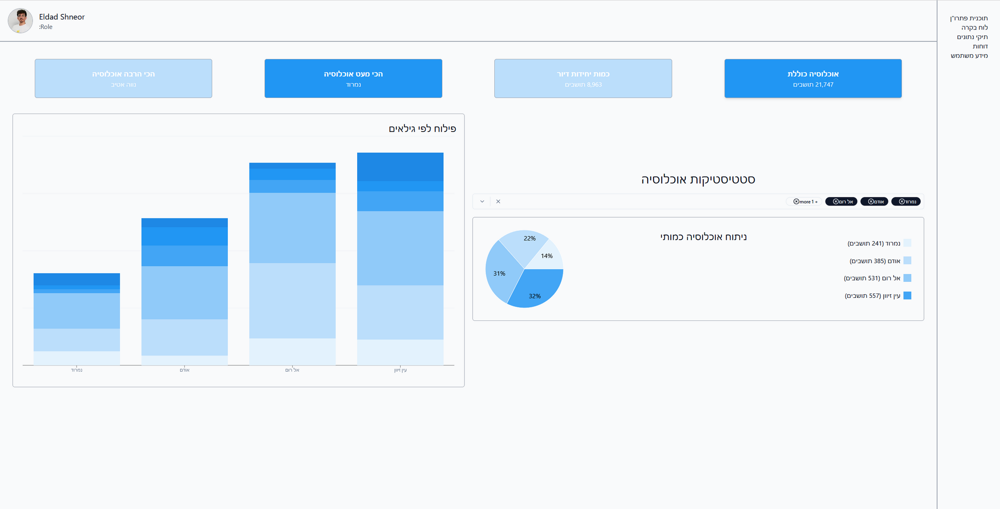 Eldad Shneor
:Role
תוכנית פתרו"ן
לוח בקרה
תיקי נתונים
דוחות
מידע משתמש
אוכלוסיה כוללת
21,747 תושבים
כמות יחידות דיור
8,963 תושבים
הכי מעט אוכלוסיה
נמרוד
הכי הרבה אוכלוסיה
נווה אטיב
סטטיסטיקות אוכלוסיה
נמרוד
אודם
אל רום
+ 1 more
ניתוח אוכלוסיה כמותי
נמרוד (241 תושבים)
אודם (385 תושבים)
אל רום (531 תושבים)
עין זיוון (557 תושבים)
22%
14%
31%
32%
פילוח לפי גילאים
נמרוד
אודם
אל רום
עין זיוון